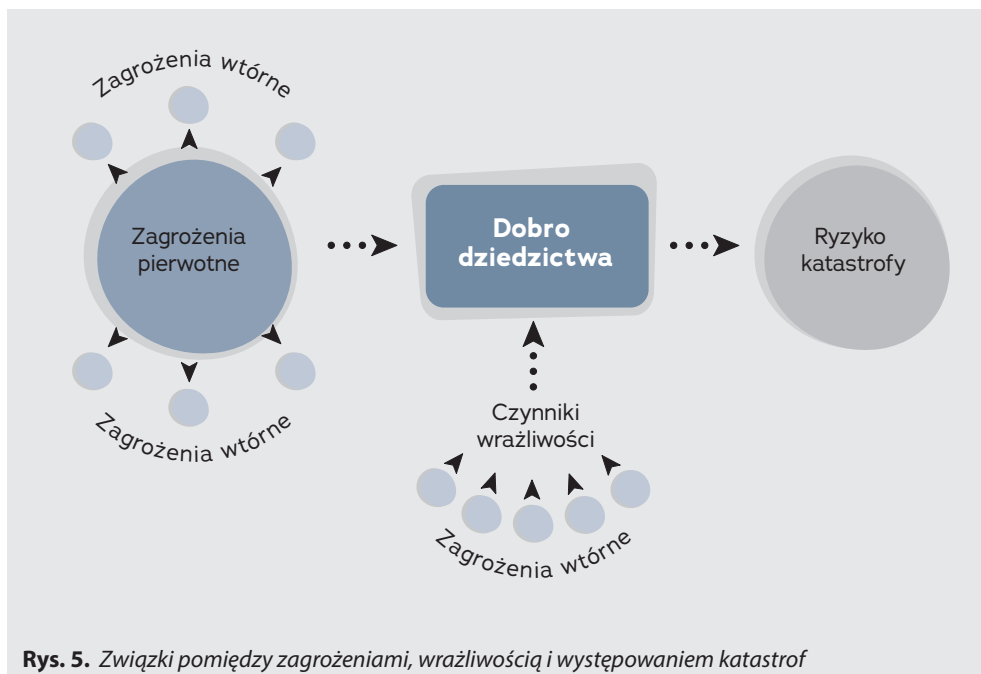 Zagrożenia wtórne
Zagrożenia
pierwotne
Zagrożenia wtórne
Dobro
dziedzictwa
Ryzyko
katastrofy
Czynniki
wrażliwości
Zagrożenia wtórne
Rys. 5. Związki pomiędzy zagrożeniami, wrażliwością i występowaniem katastrof